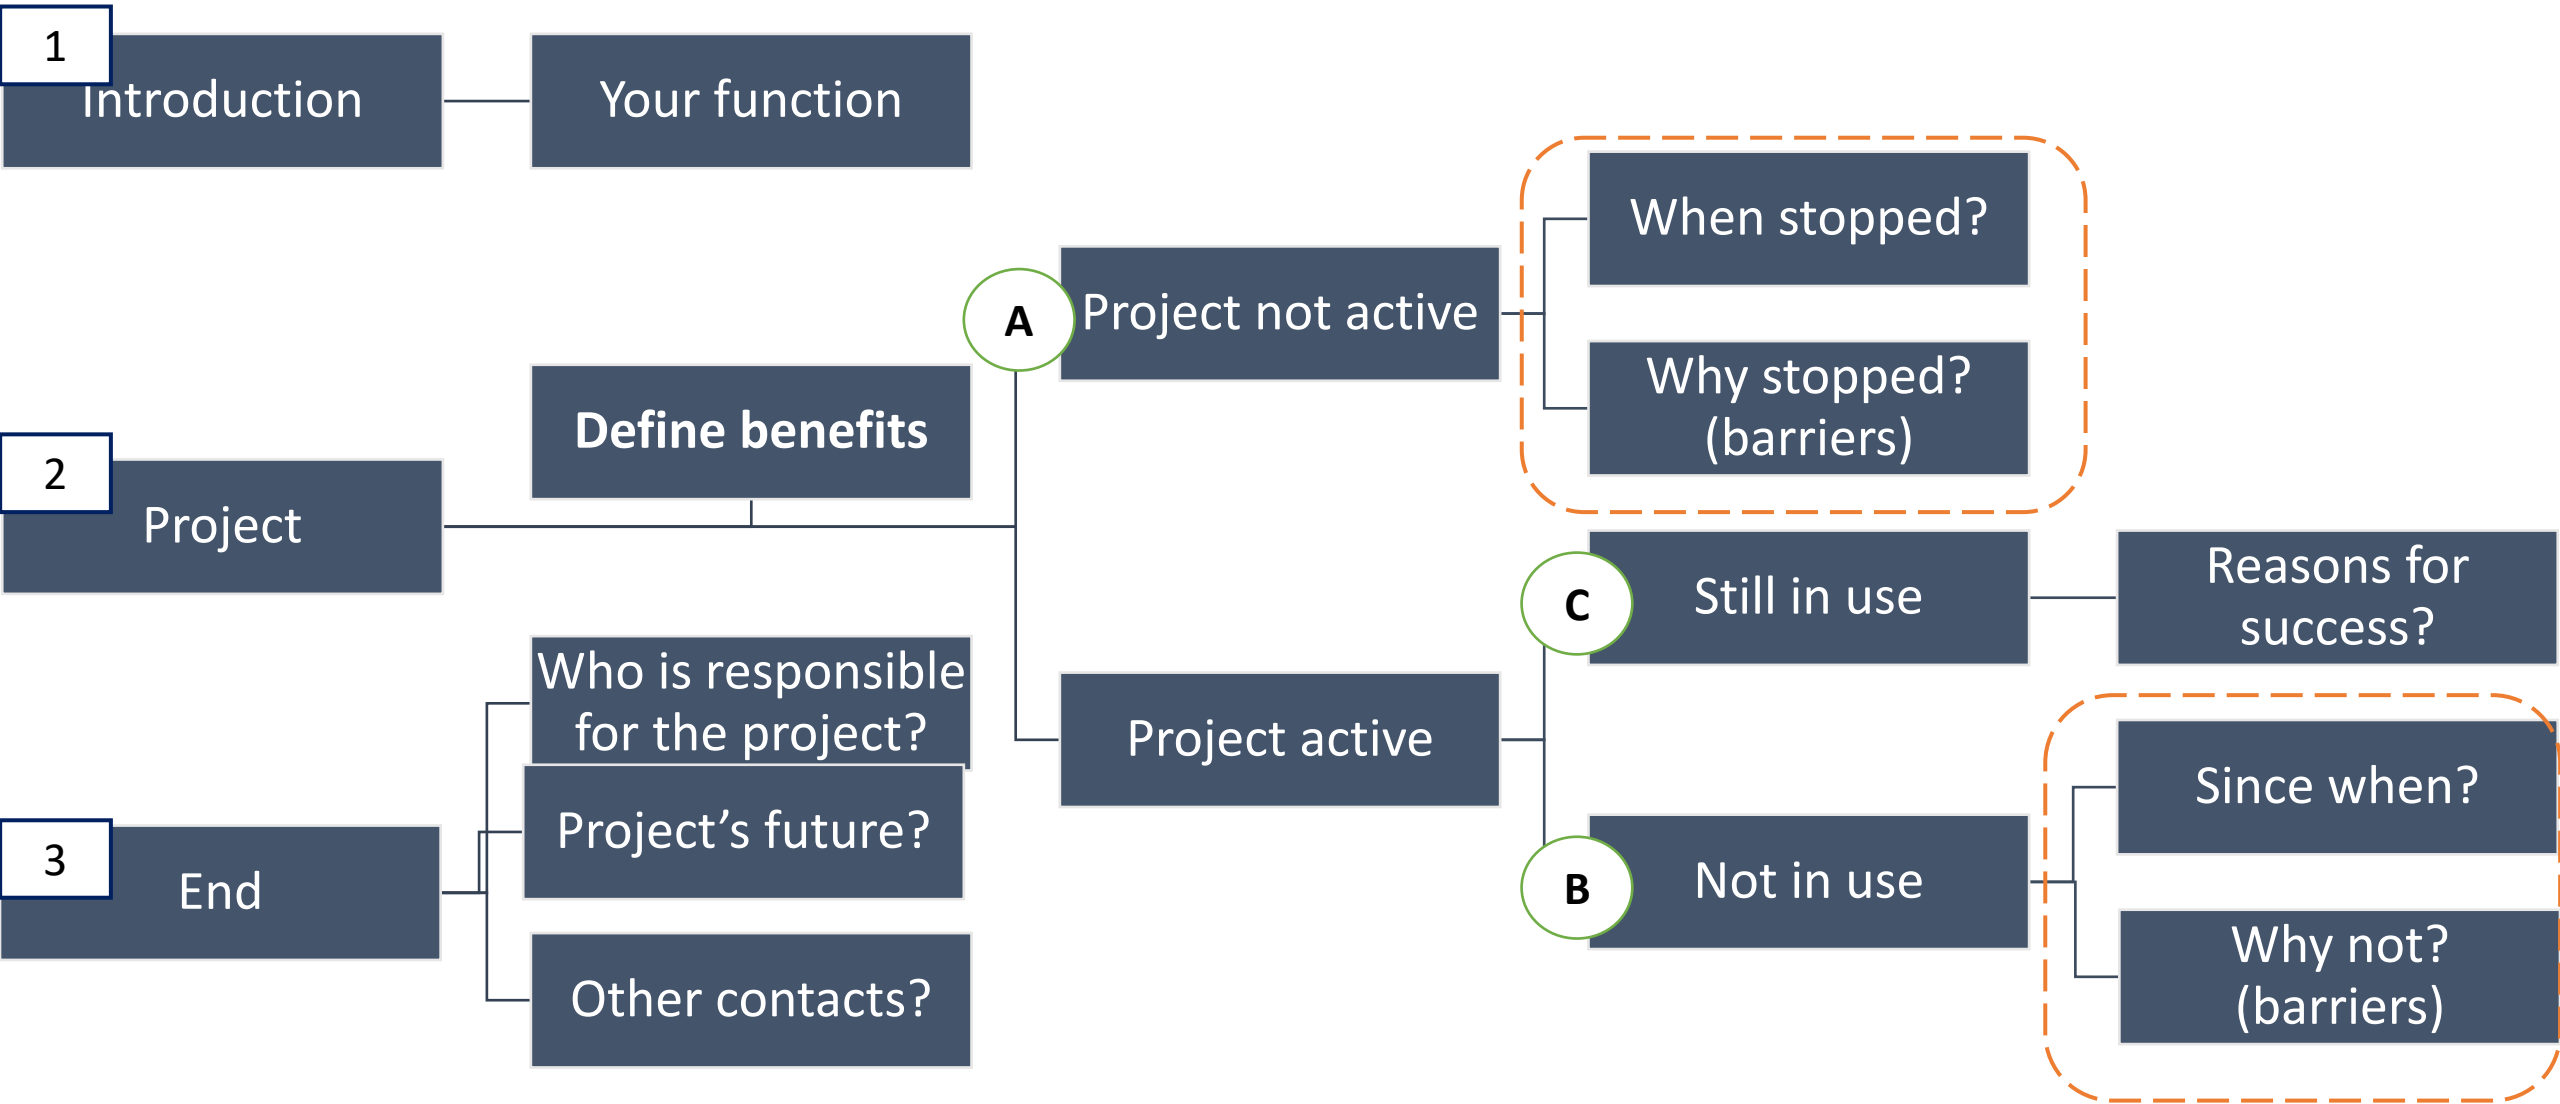 1
Introduction
Your function
2
Project
Define benefits
A
Project not active
When stopped?
Why stopped?
(barriers)
Project active
C
Still in use
Reasons for
success?
B
Not in use
Since when?
Why not?
(barriers)
3
End
Who is responsible
for the project?
Project’s future?
Other contacts?